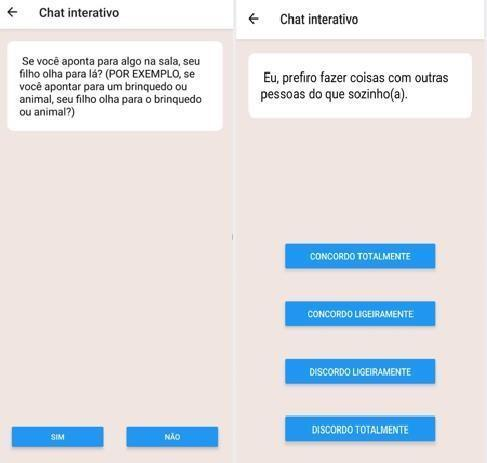 Chat interativo
Se você aponta para algo na sala, seu
filho olha para lá? (POR EXEMPLO, se
você apontar para um brinquedo ou
animal, seu filho olha para o brinquedo
ou animal?)
SIM
NÃO
Chat interativo
Eu, prefiro fazer coisas com outras
pessoas do que sozinho(a).
CONCORDO TOTALMENTE
CONCORDO LIGEIRAMENTE
DISCORDO LIGEIRAMENTE
DISCORDO TOTALMENTE